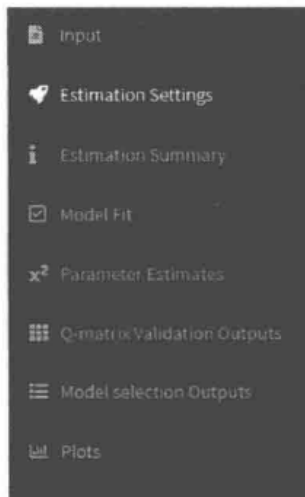 Input
Estimation Settings
Estimation Summary
Model Fit
Parameter Estimates
Q-matrix Validation Outputs
Model selection Outputs
Plots